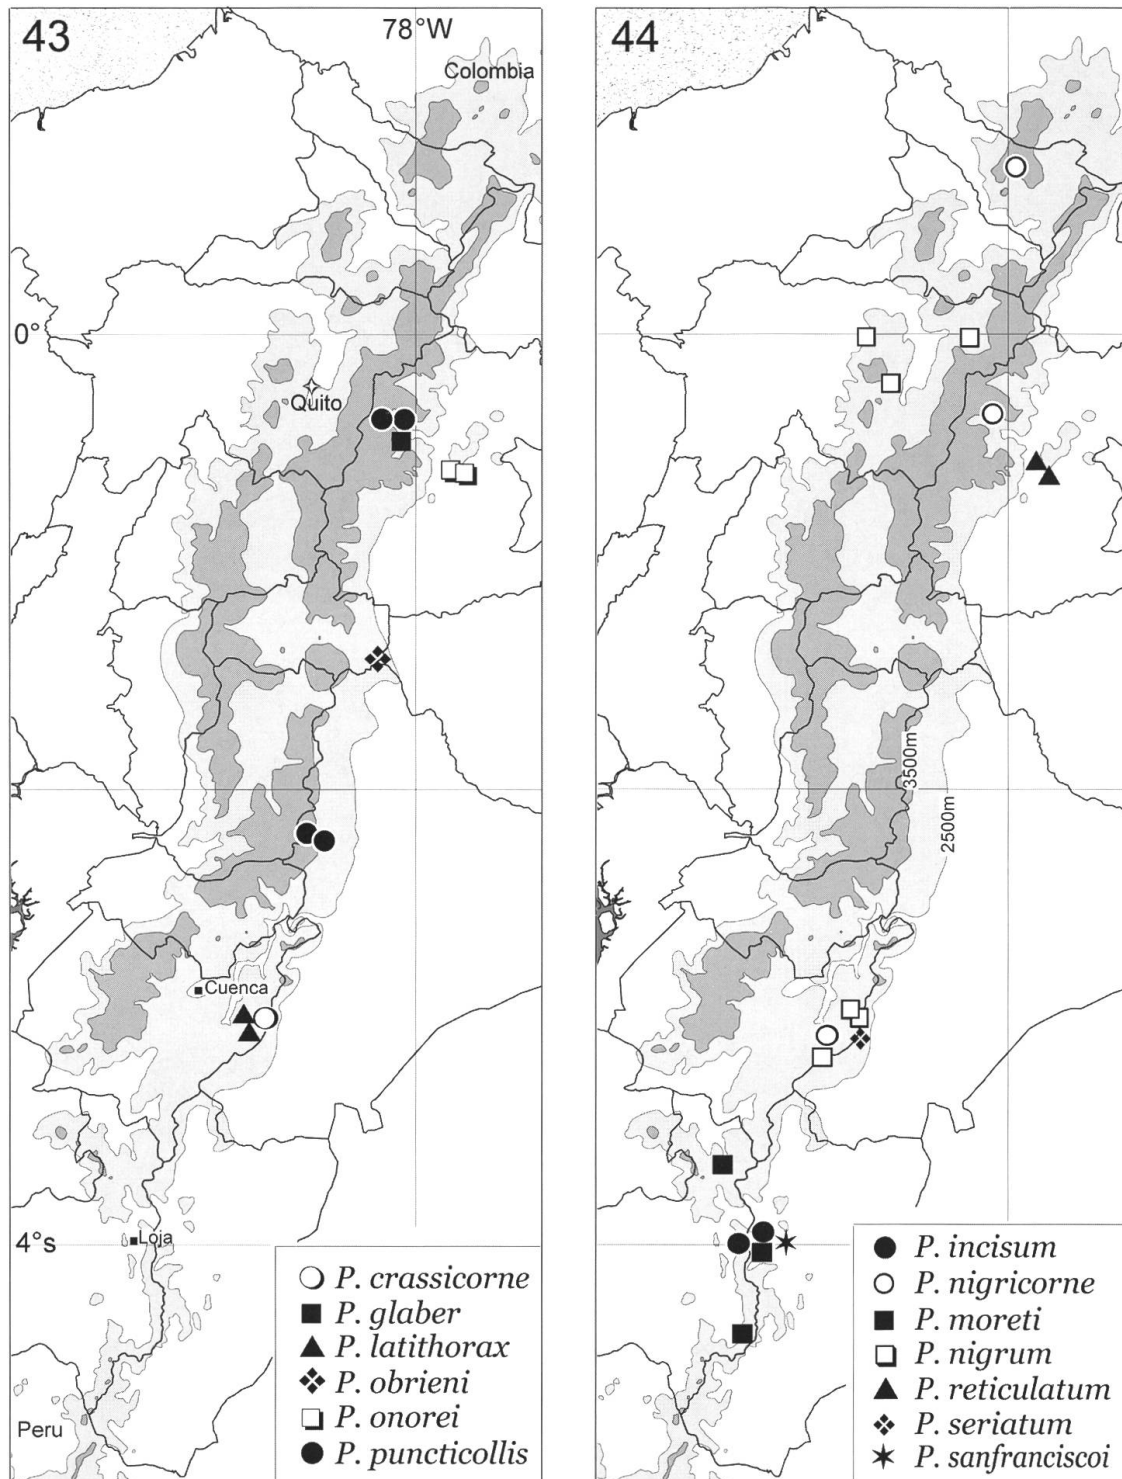 43
78°W
Colombia
0°
Quito
Cuenca
Loja
4°s
Peru
P. crassicorne
P. glaber
P. latithorax
P. obrieni
P. onorei
P. puncticollis
44
3500m
2500m
P. incisum
P. nigricorne
P. moreti
P. nigrum
P. reticulatum
P. seriatum
P. sanfranciscoi